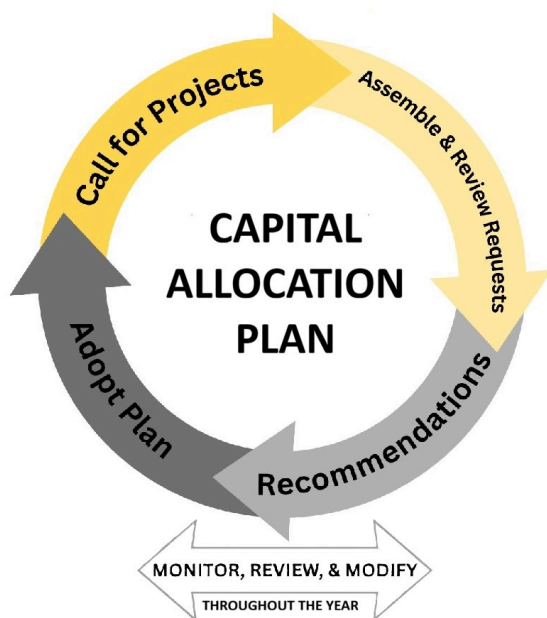 Call for Projects
Assemble & Review Requests
CAPITAL
ALLOCATION
PLAN
Adopt Plan
Recommendations
MONITOR, REVIEW, & MODIFY
THROUGHOUT THE YEAR